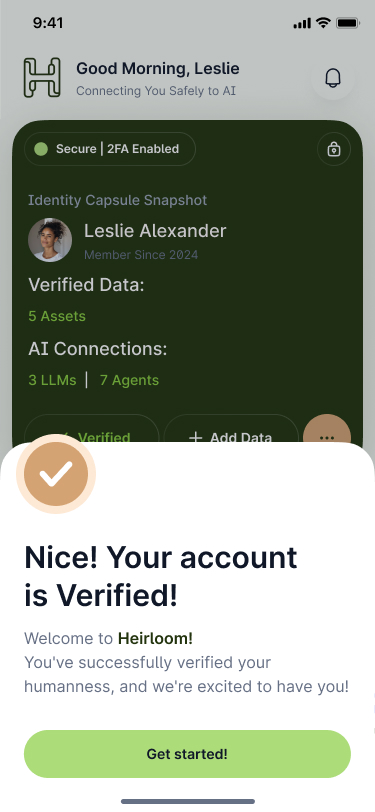 9:41
Good Morning, Leslie
Connecting You Safely to AI
Secure | 2FA Enabled
Identity Capsule Snapshot
Leslie Alexander
Member Since 2024
Verified Data:
5 Assets
AI Connections:
3 LLMs | 7 Agents
Verified
Add Data
Nice! Your account
is Verified!
Welcome to Heirloom!
You've successfully verified your
humanness, and we're excited to have you!
Get started!